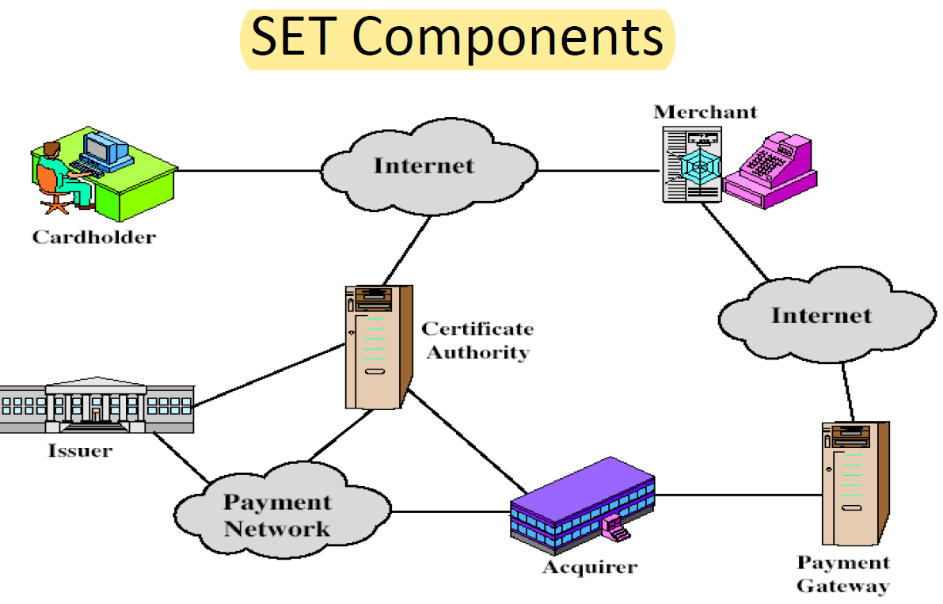 SET Components
Merchant
Internet
Cardholder
Internet
Certificate
Authority
Issuer
Payment
Network
Acquirer
Payment
Gateway